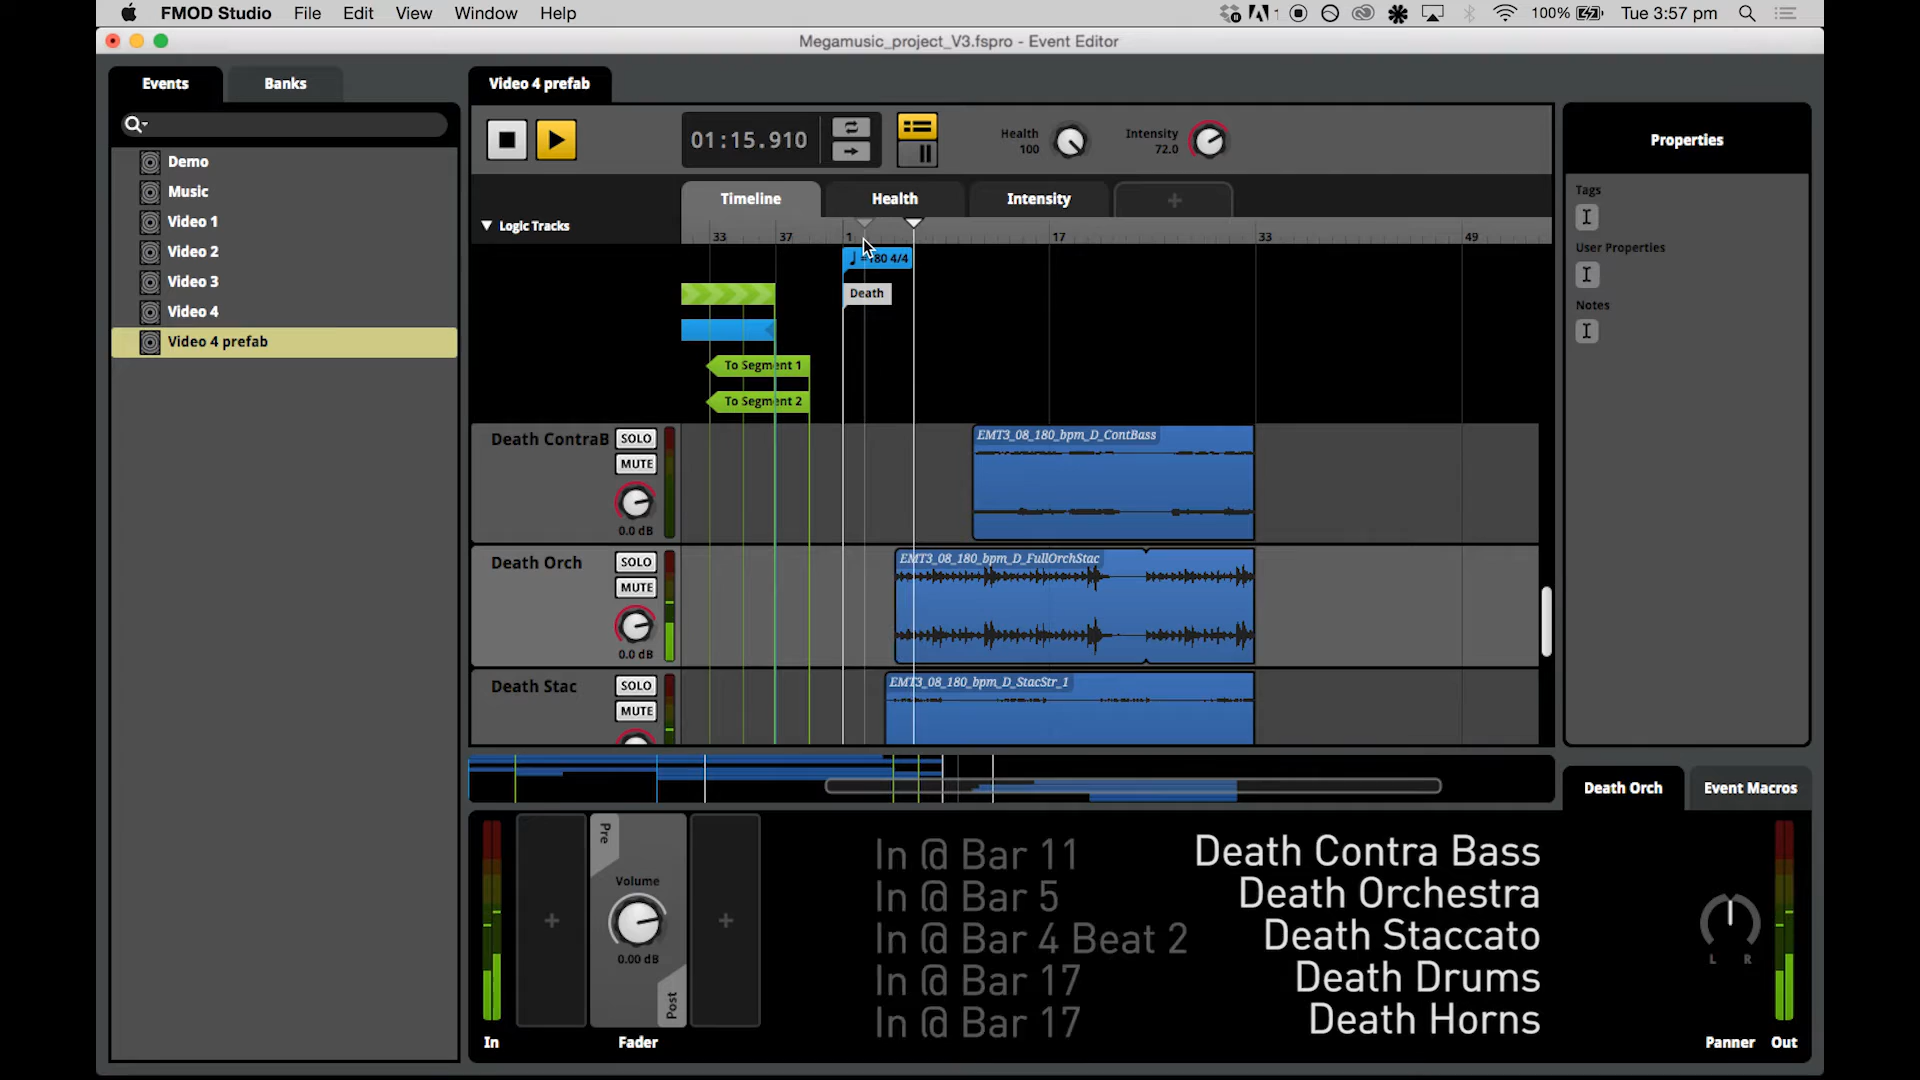 FMOD Studio File Edit View Window Help 1 100% Tue 3:57 pm
Megamusic_project_V3.fspro - Event Editor
Events Banks
Video 4 prefab
Demo
Music
Video 1
Video 2
Video 3
Video 4
Video 4 prefab
01:15.910
Health
100
Intensity
72.0
Properties
Tags
User Properties
Notes
Timeline Health Intensity +
Logic Tracks
33 37 1 17 33 49
=180 4/4
Death
To Segment 1
To Segment 2
Death ContraB SOLO
MUTE
0.0 dB
EMT3_08_180_bpm_D_ContBass
Death Orch SOLO
MUTE
0.0 dB
EMT3_08_180_bpm_D_FullOrchStac
Death Stac SOLO
MUTE
EMT3_08_180_bpm_D_StacStr_1
Death Orch Event Macros
In
+
Pre
Volume
0.00 dB
Post
Fader
+
In @ Bar 11 Death Contra Bass
In @ Bar 5 Death Orchestra
In @ Bar 4 Beat 2 Death Staccato
In @ Bar 17 Death Drums
In @ Bar 17 Death Horns
L R
Panner Out